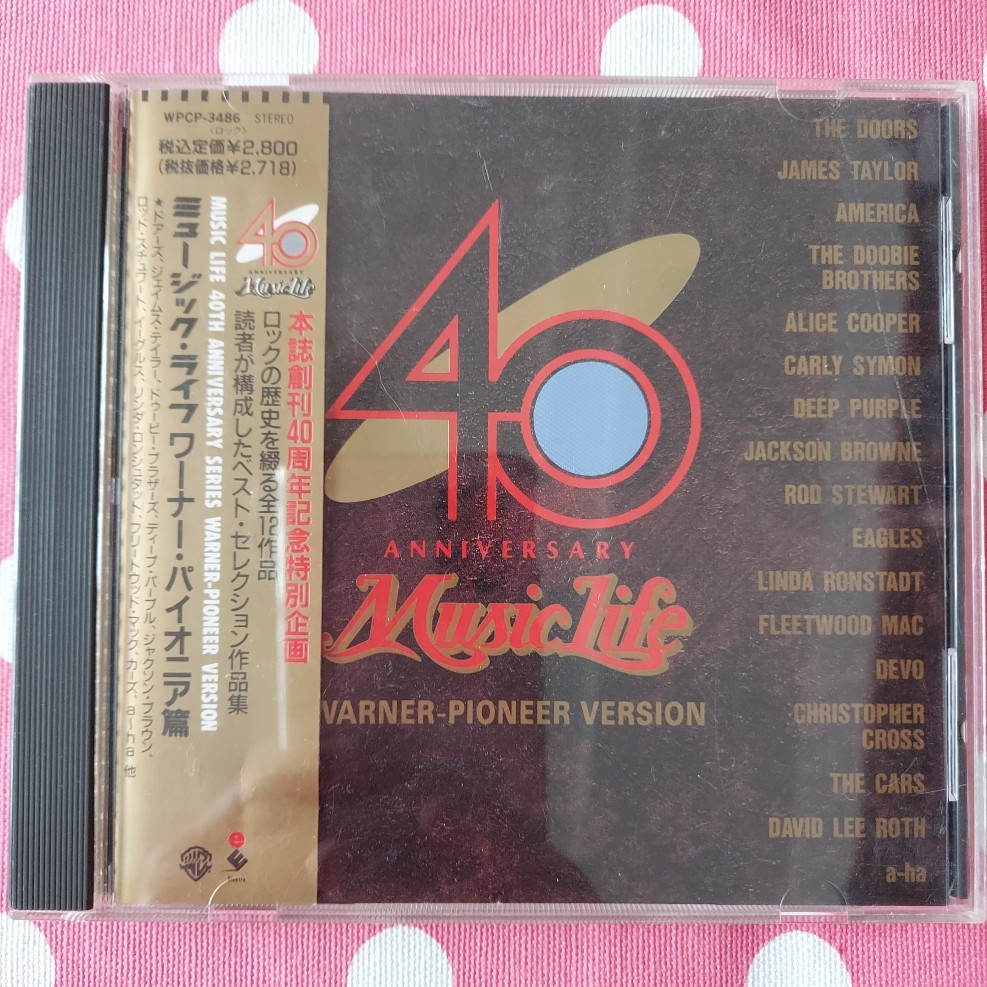 WPCP-3486 STEREO
〈ロック〉
税込定価￥2,800
(税抜価格￥2,718)
40
ANNIVERSARY
Music Life
本誌創刊40周年記念特別企画
ロックの歴史を綴る全12作品
読者が構成したベスト・セレクション作品集
MUSIC LIFE 40TH ANNIVERSARY SERIES WARNER-PIONEER VERSION
ミュージック・ライフ ワーナー・パイオニア篇
★ドアーズ、ジェイムス・テイラー、ドゥービー・ブラザーズ、ディープ・パープル、ジャクソン・ブラウン、
ロッド・スチュワート、イーグルス、リンダ・ロンシュタット、フリートウッド・マック、カーズ、a〜ha 他
40
ANNIVERSARY
Music Life
WARNER-PIONEER VERSION
THE DOORS
JAMES TAYLOR
AMERICA
THE DOOBIE
BROTHERS
ALICE COOPER
CARLY SYMON
DEEP PURPLE
JACKSON BROWNE
ROD STEWART
EAGLES
LINDA RONSTADT
FLEETWOOD MAC
DEVO
CHRISTOPHER
CROSS
THE CARS
DAVID LEE ROTH
a-ha